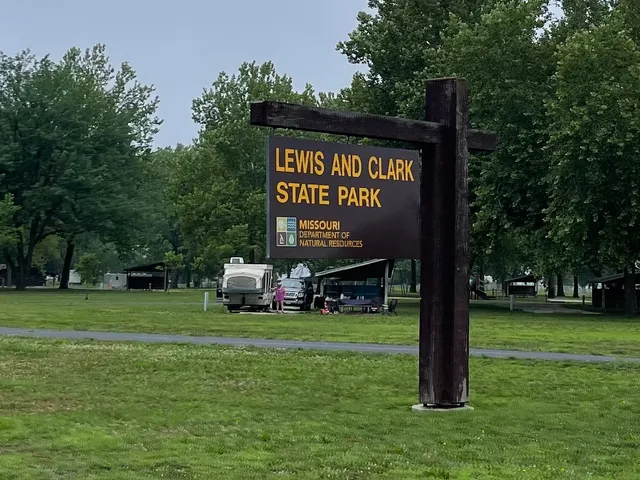 LEWIS AND CLARK
STATE PARK
MISSOURI
DEPARTMENT OF
NATURAL RESOURCES